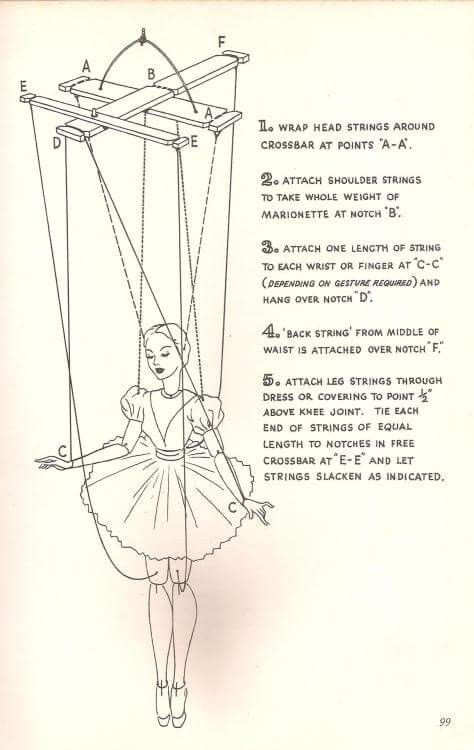 F
A
B
E
A
D
E
1. WRAP HEAD STRINGS AROUND
CROSSBAR AT POINTS "A-A".
2. ATTACH SHOULDER STRINGS
TO TAKE WHOLE WEIGHT OF
MARIONETTE AT NOTCH "B".
3. ATTACH ONE LENGTH OF STRING
TO EACH WRIST OR FINGER AT "C-C"
(DEPENDING ON GESTURE REQUIRED) AND
HANG OVER NOTCH "D".
4. 'BACK STRING' FROM MIDDLE OF
WAIST IS ATTACHED OVER NOTCH "F."
5. ATTACH LEG STRINGS THROUGH
DRESS OR COVERING TO POINT ½"
ABOVE KNEE JOINT. TIE EACH
END OF STRINGS OF EQUAL
LENGTH TO NOTCHES IN FREE
CROSSBAR AT "E-E" AND LET
STRINGS SLACKEN AS INDICATED.
C
C
99